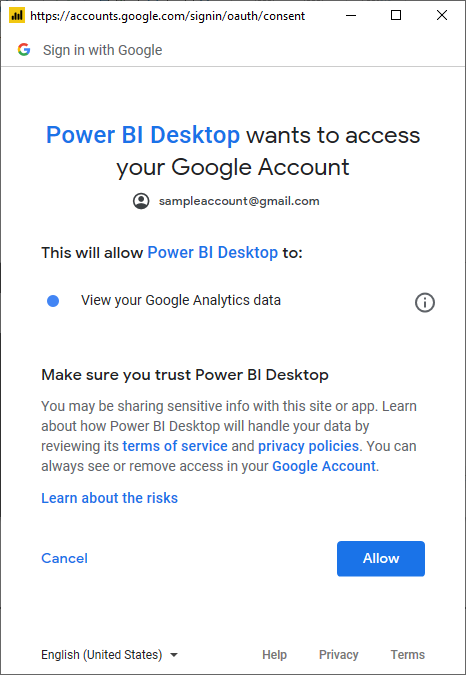 https://accounts.google.com/signin/oauth/consent
Sign in with Google
Power BI Desktop wants to access
your Google Account
sampleaccount@gmail.com
This will allow Power BI Desktop to:
View your Google Analytics data
Make sure you trust Power BI Desktop
You may be sharing sensitive info with this site or app. Learn
about how Power BI Desktop will handle your data by
reviewing its terms of service and privacy policies. You can
always see or remove access in your Google Account.
Learn about the risks
Cancel
Allow
English (United States)
Help
Privacy
Terms